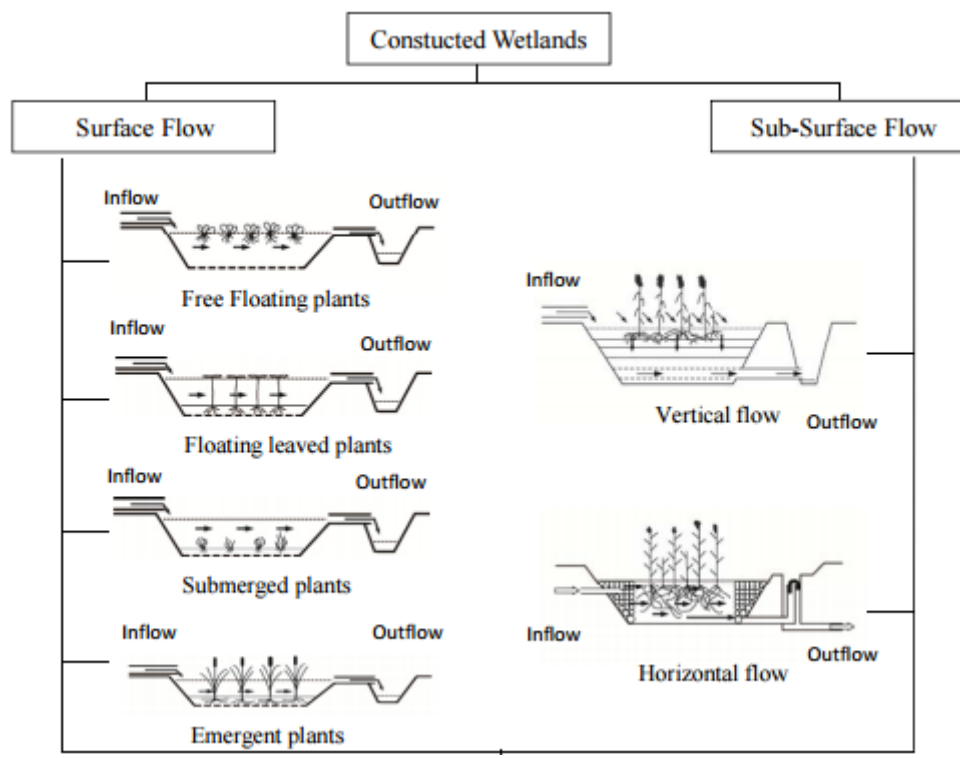 Constucted Wetlands
Surface Flow
Sub-Surface Flow
Inflow
Outflow
Free Floating plants
Inflow
Outflow
Floating leaved plants
Inflow
Outflow
Submerged plants
Inflow
Outflow
Emergent plants
Inflow
Vertical flow
Outflow
Inflow
Outflow
Horizontal flow